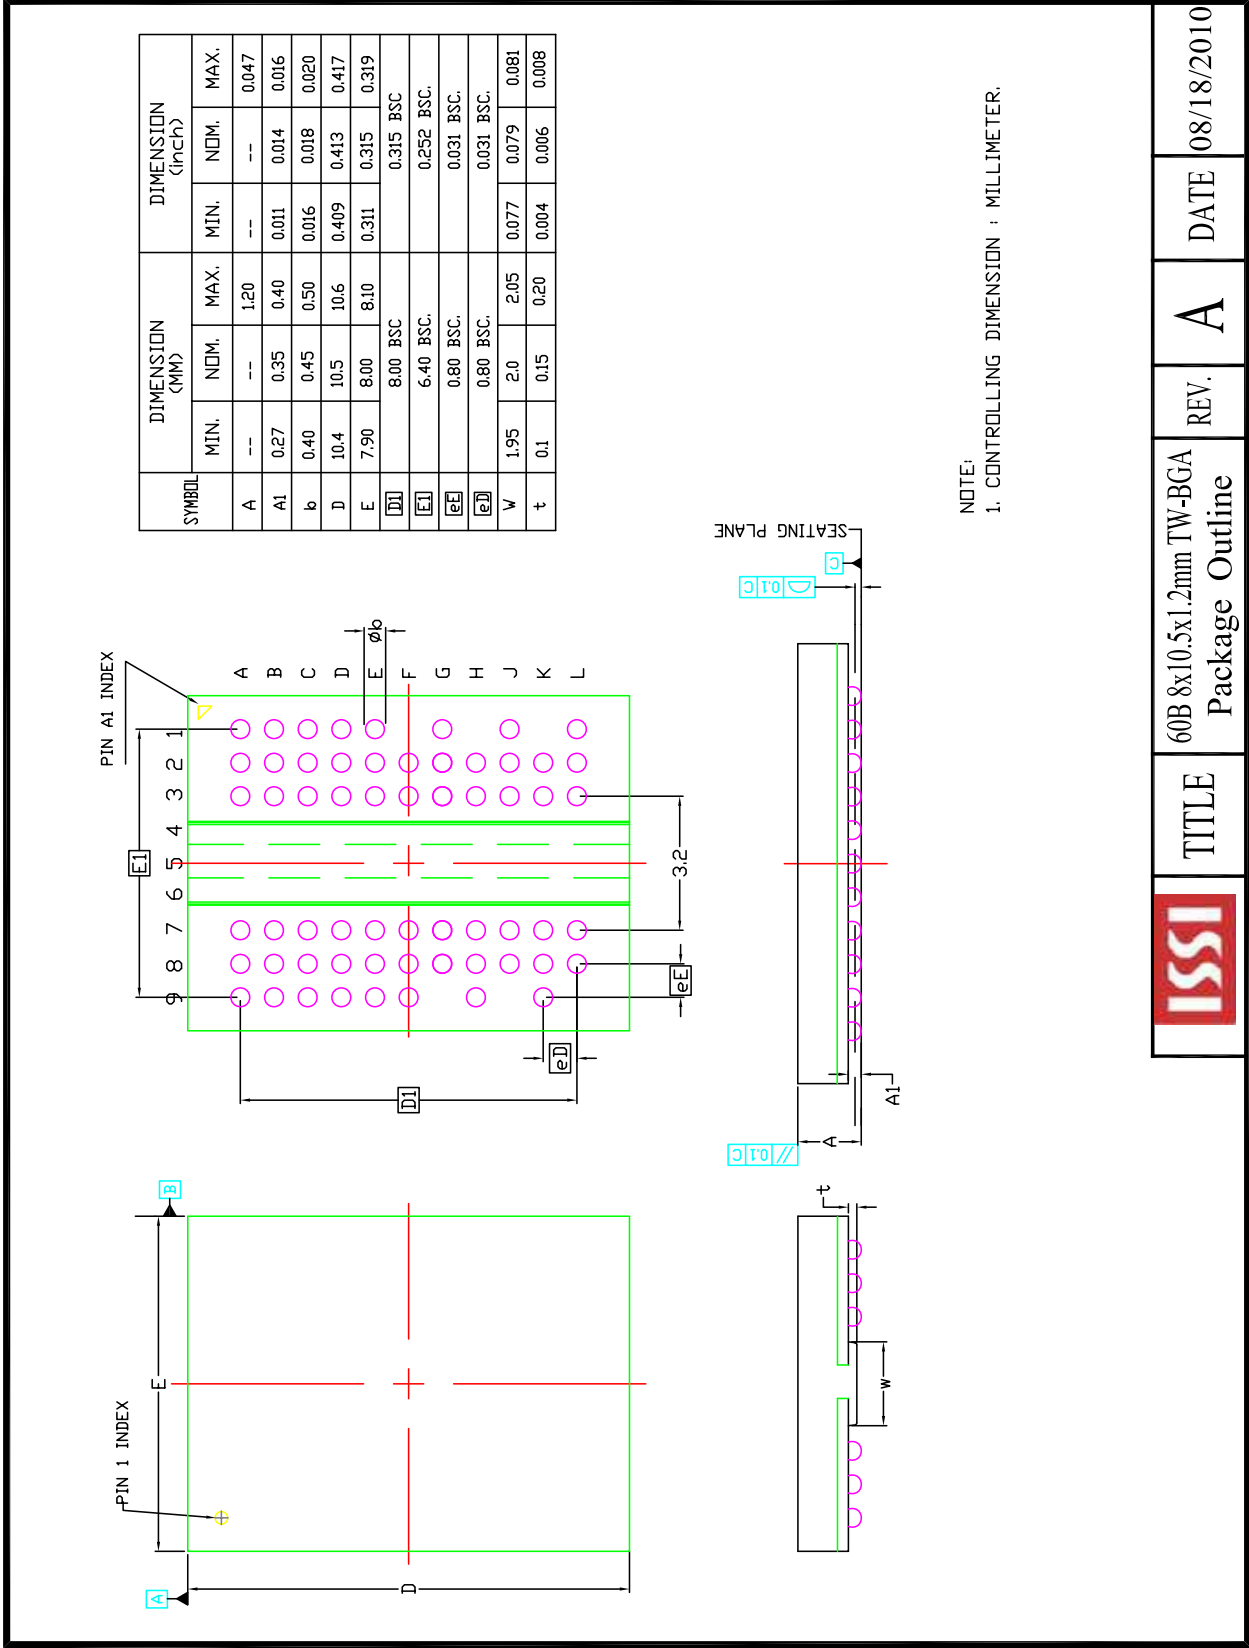 PIN 1 INDEX
A
B
E
D
PIN A1 INDEX
E1
9 8 7 6 5 4 3 2 1
A
B
C
D
E
F
G
H
J
K
L
øb
D1
eD
eE
3.2
SYMBOL DIMENSION (MM) DIMENSION (inch)
MIN. NOM. MAX. MIN. NOM. MAX.
A -- -- 1.20 -- -- 0.047
A1 0.27 0.35 0.40 0.011 0.014 0.016
b 0.40 0.45 0.50 0.016 0.018 0.020
D 10.4 10.5 10.6 0.409 0.413 0.417
E 7.90 8.00 8.10 0.311 0.315 0.319
D1 8.00 BSC 0.315 BSC
E1 6.40 BSC. 0.252 BSC.
eE 0.80 BSC. 0.031 BSC.
eD 0.80 BSC. 0.031 BSC.
W 1.95 2.0 2.05 0.077 0.079 0.081
t 0.1 0.15 0.20 0.004 0.006 0.008
t
w
// 0.1 C
A
A1
0.1 C
C
SEATING PLANE
NOTE:
1. CONTROLLING DIMENSION : MILLIMETER.
ISSI
TITLE
60B 8x10.5x1.2mm TW-BGA
Package Outline
REV.
A
DATE
08/18/2010